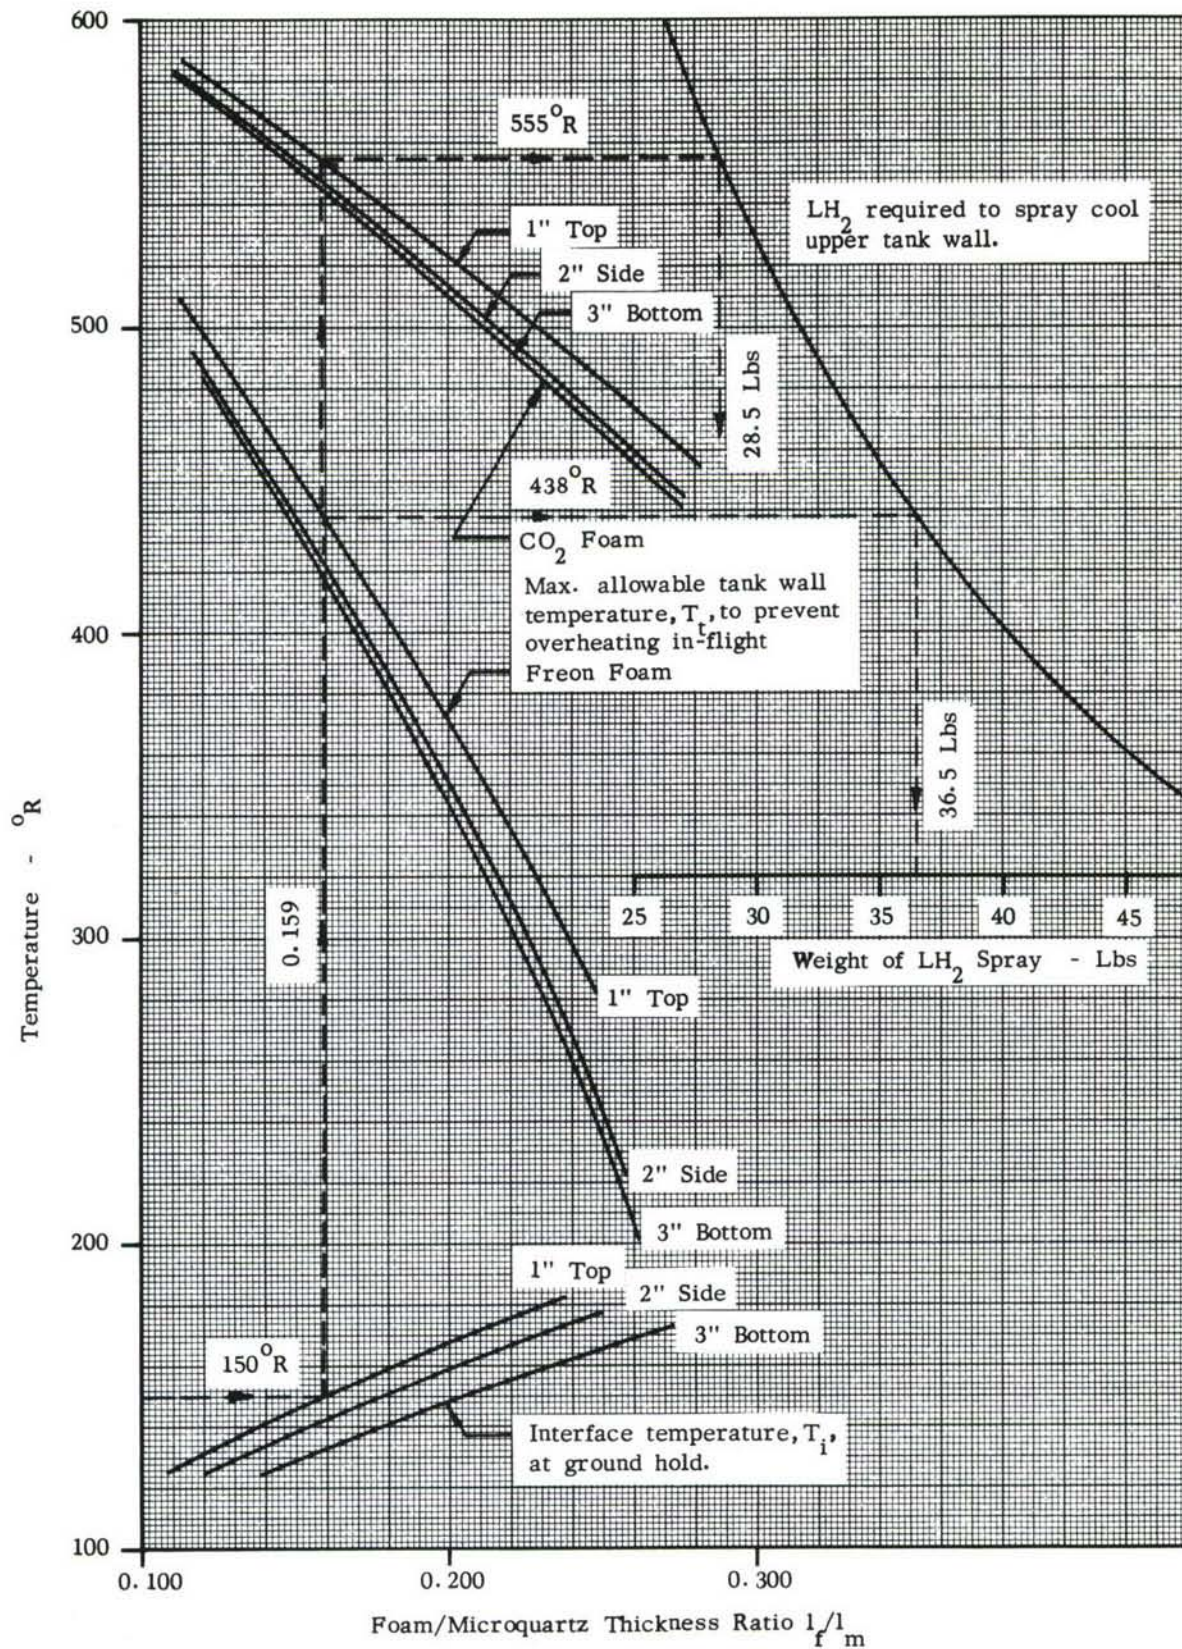 600
500
400
300
200
100
Temperature - °R
555°R
LH2 required to spray cool
upper tank wall.
1" Top
2" Side
3" Bottom
28.5 Lbs
438°R
CO2 Foam
Max. allowable tank wall
temperature, Tt, to prevent
overheating in-flight
Freon Foam
36.5 Lbs
0.159
25
30
35
40
45
Weight of LH2 Spray - Lbs
1" Top
2" Side
3" Bottom
1" Top
2" Side
3" Bottom
150°R
Interface temperature, Ti,
at ground hold.
0.100
0.200
0.300
Foam/Microquartz Thickness Ratio lf/lm